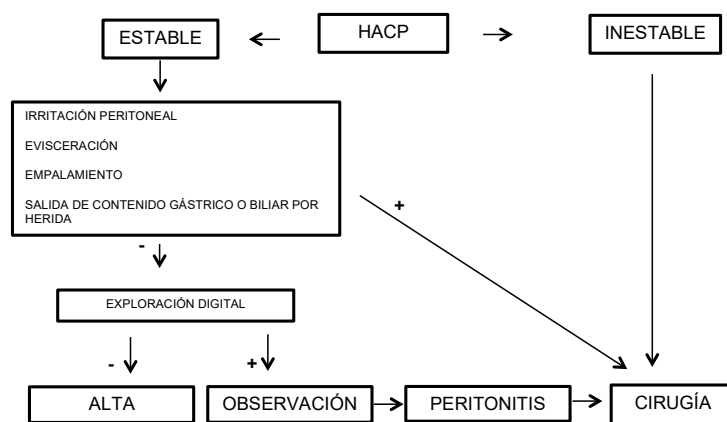 ESTABLE
HACP
INESTABLE
IRRITACIÓN PERITONEAL
EVISCERACIÓN
EMPALAMIENTO
SALIDA DE CONTENIDO GÁSTRICO O BILIAR POR
HERIDA
+
-
EXPLORACIÓN DIGITAL
-
+
ALTA
OBSERVACIÓN
PERITONITIS
CIRUGÍA